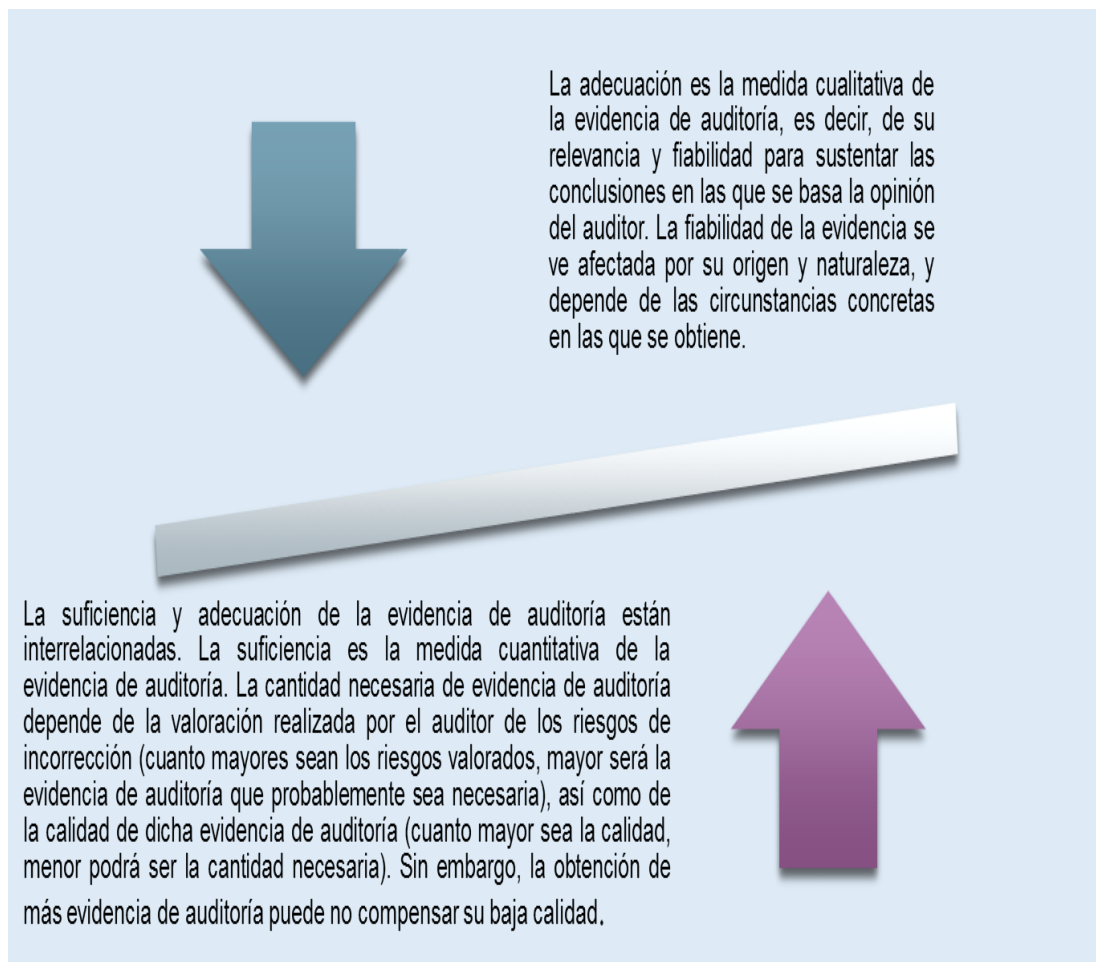 La adecuación es la medida cualitativa de
la evidencia de auditoría, es decir, de su
relevancia y fiabilidad para sustentar las
conclusiones en las que se basa la opinión
del auditor. La fiabilidad de la evidencia se
ve afectada por su origen y naturaleza, y
depende de las circunstancias concretas
en las que se obtiene.
La suficiencia y adecuación de la evidencia de auditoría están
interrelacionadas. La suficiencia es la medida cuantitativa de la
evidencia de auditoría. La cantidad necesaria de evidencia de auditoría
depende de la valoración realizada por el auditor de los riesgos de
incorrección (cuanto mayores sean los riesgos valorados, mayor será la
evidencia de auditoría que probablemente sea necesaria), así como de
la calidad de dicha evidencia de auditoría (cuanto mayor sea la calidad,
menor podrá ser la cantidad necesaria). Sin embargo, la obtención de
más evidencia de auditoría puede no compensar su baja calidad.